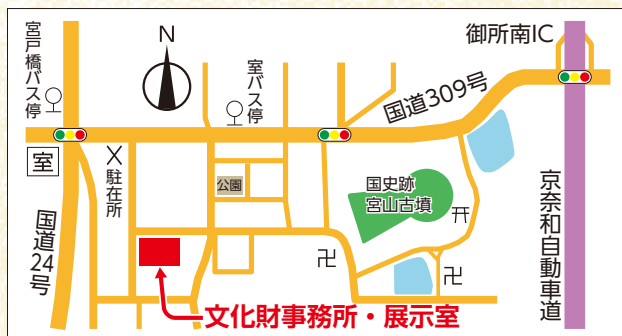 宮戸橋バス停
N
室バス停
御所南IC
国道309号
室
駐在所
公園
国史跡
宮山古墳
国道24号
京奈和自動車道
文化財事務所・展示室